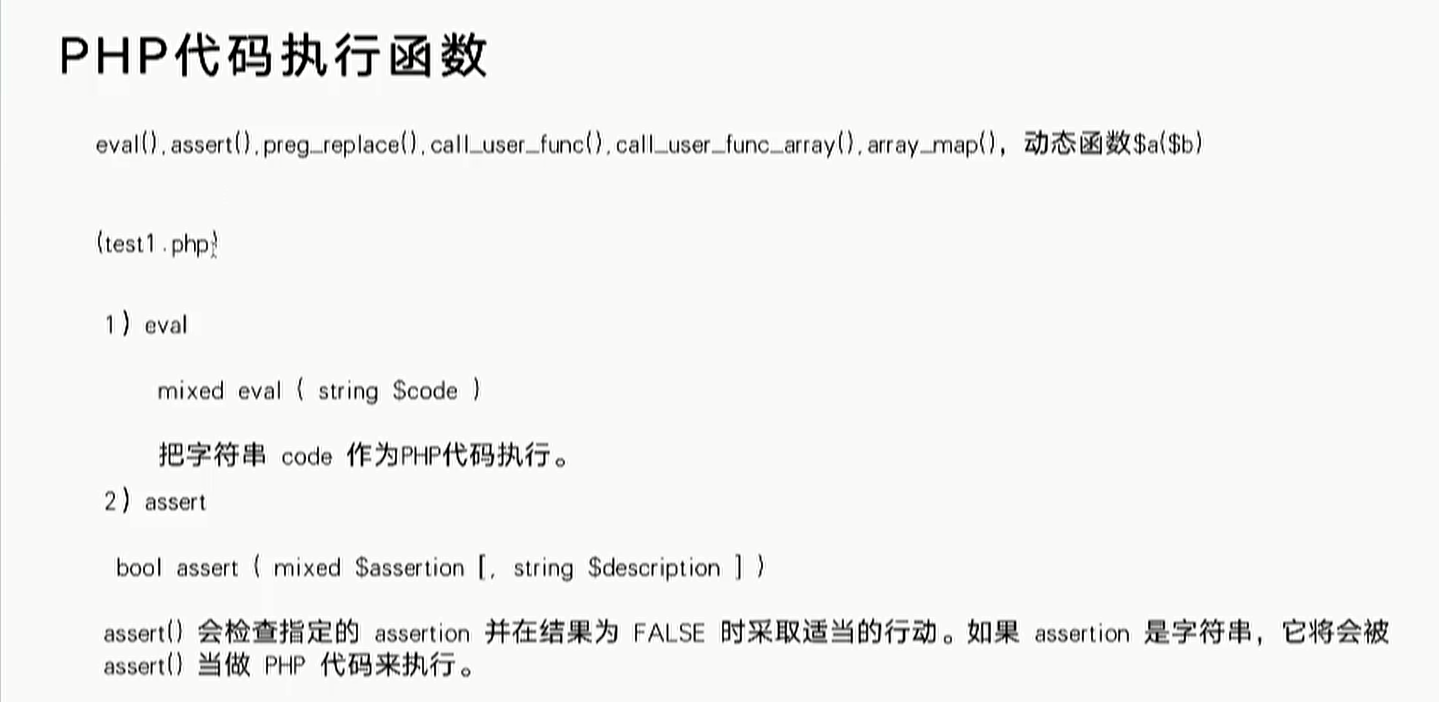 PHP代码执行函数
eval(),assert(),preg_replace(),call_user_func(),call_user_func_array(),array_map()，动态函数$a($b)
(test1.php)
1）eval
mixed eval ( string $code )
把字符串 code 作为PHP代码执行。
2）assert
bool assert ( mixed $assertion [, string $description ] )
assert() 会检查指定的 assertion 并在结果为 FALSE 时采取适当的行动。如果 assertion 是字符串，它将会被
assert() 当做 PHP 代码来执行。